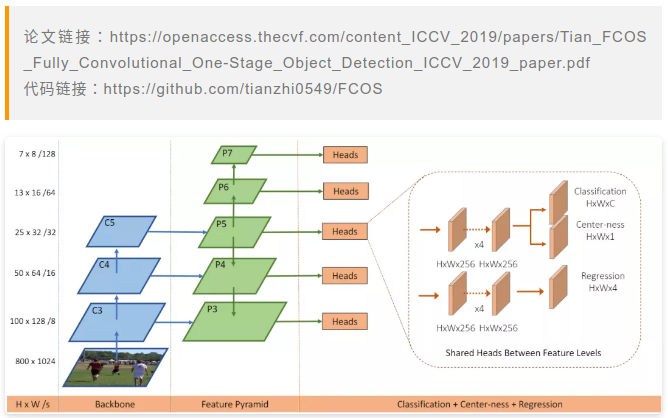 论文链接：https://openaccess.thecvf.com/content_ICCV_2019/papers/Tian_FCOS
_Fully_Convolutional_One-Stage_Object_Detection_ICCV_2019_paper.pdf
代码链接：https://github.com/tianzhi0549/FCOS
7 x 8 /128
P7
Heads
13 x 16 /64
P6
Heads
25 x 32 /32
C5
P5
Heads
50 x 64 /16
C4
P4
Heads
100 x 128 /8
C3
P3
Heads
800 x 1024
Classification
HxWxC
Center-ness
HxWx1
x4
HxWx256 HxWx256
Regression
HxWx4
x4
HxWx256 HxWx256
Shared Heads Between Feature Levels
H x W /s
Backbone
Feature Pyramid
Classification + Center-ness + Regression